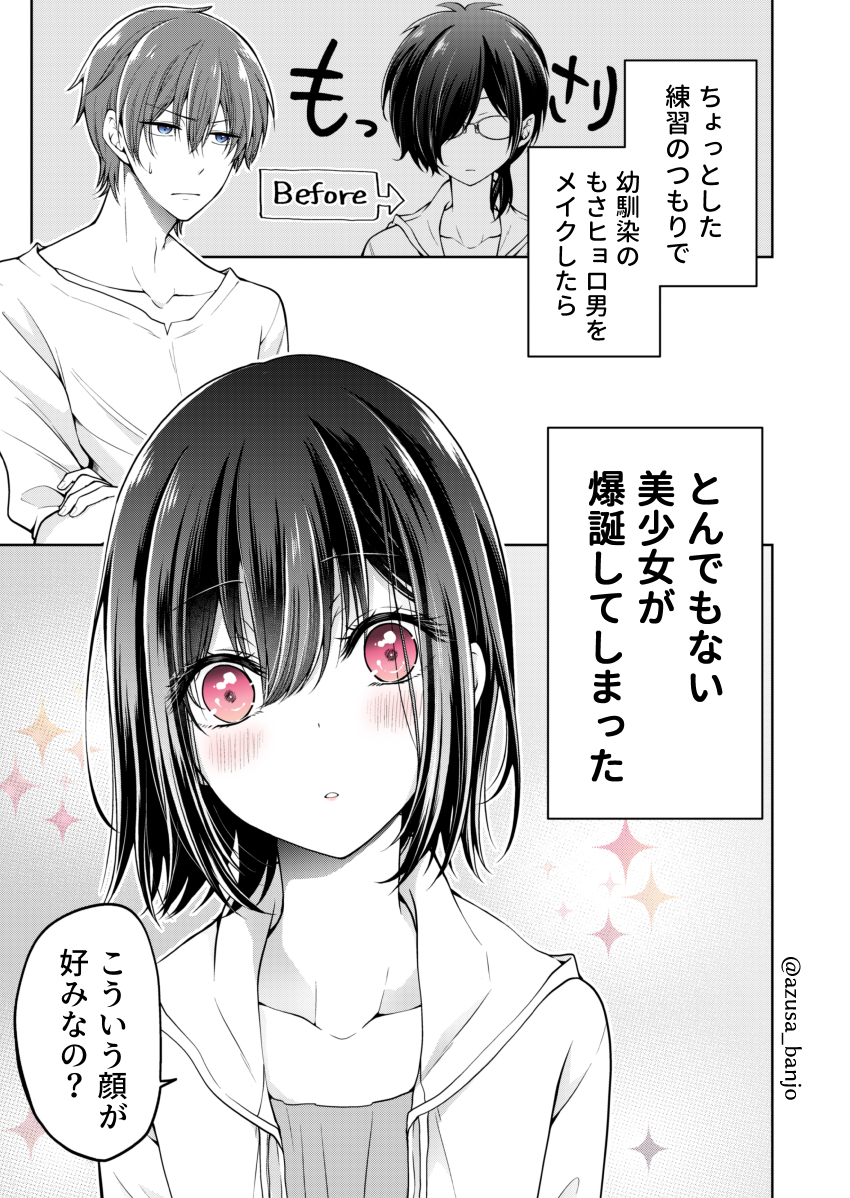 ちょっとした
練習のつもりで
幼馴染の
もさヒョロ男を
メイクしたら
もっさり
Before
とんでもない
美少女が
爆誕してしまった
こういう顔が
好みなの?
@azusa_banjo